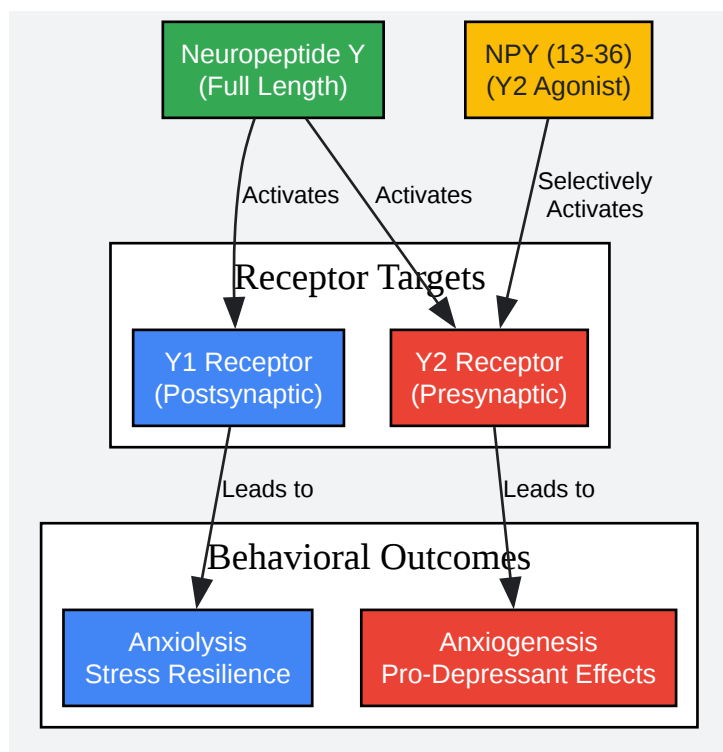 Neuropeptide Y
(Full Length)
NPY (13-36)
(Y2 Agonist)
Activates
Activates
Selectively
Activates
Receptor Targets
Y1 Receptor
(Postsynaptic)
Y2 Receptor
(Presynaptic)
Leads to
Leads to
Behavioral Outcomes
Anxiolysis
Stress Resilience
Anxiogenesis
Pro-Depressant Effects